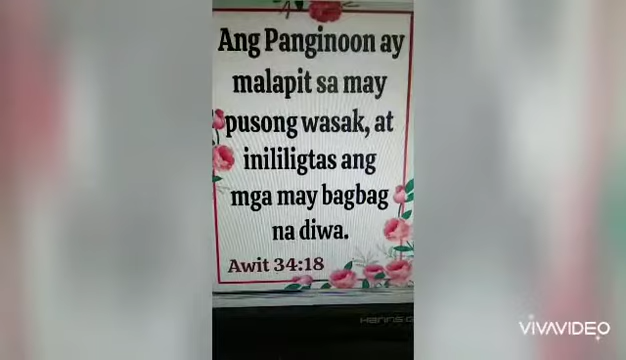 Ang Panginoon ay
malapit sa may
pusong wasak, at
inililigtas ang
mga may bagbag
na diwa.
Awit 34:18
HANNS G
VIVAVIDEO